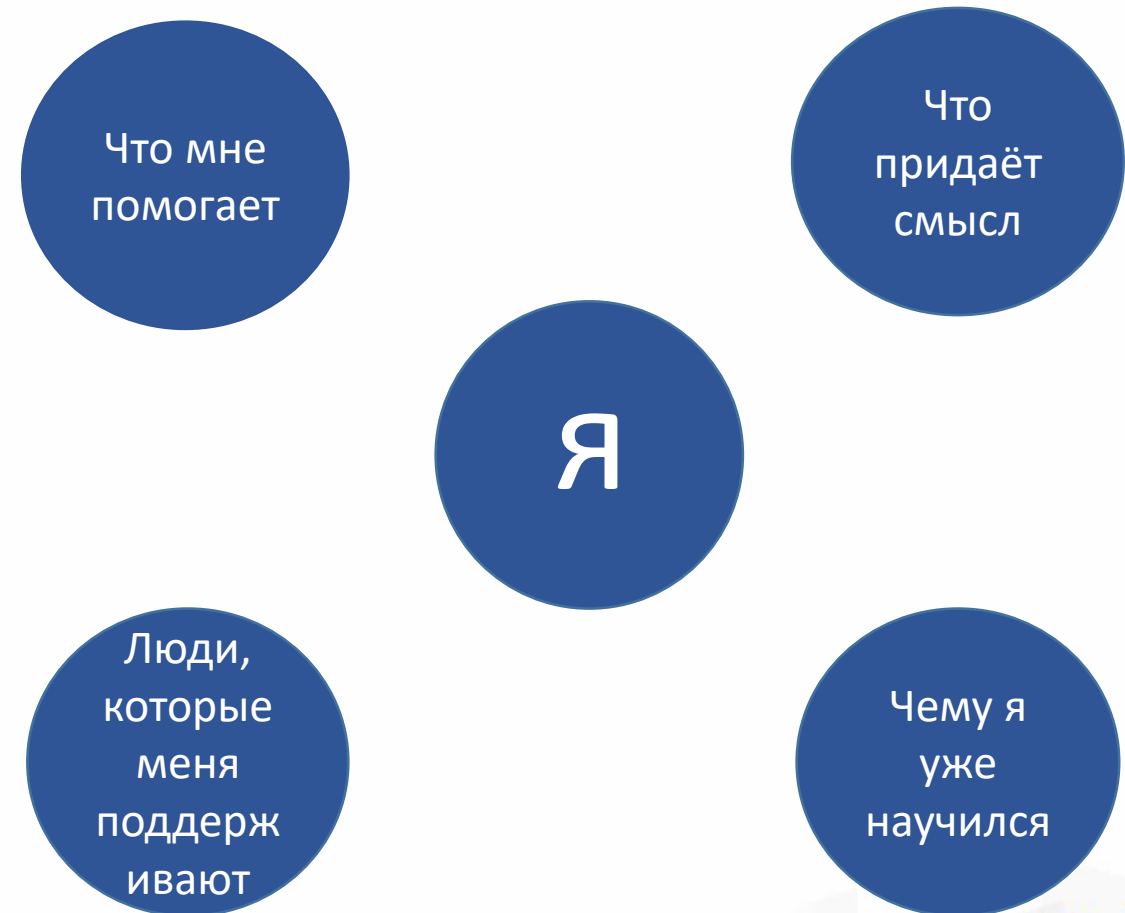 Что мне
помогает
Что
придаёт
смысл
Я
Люди,
которые
меня
поддерж
ивают
Чему я
уже
научился